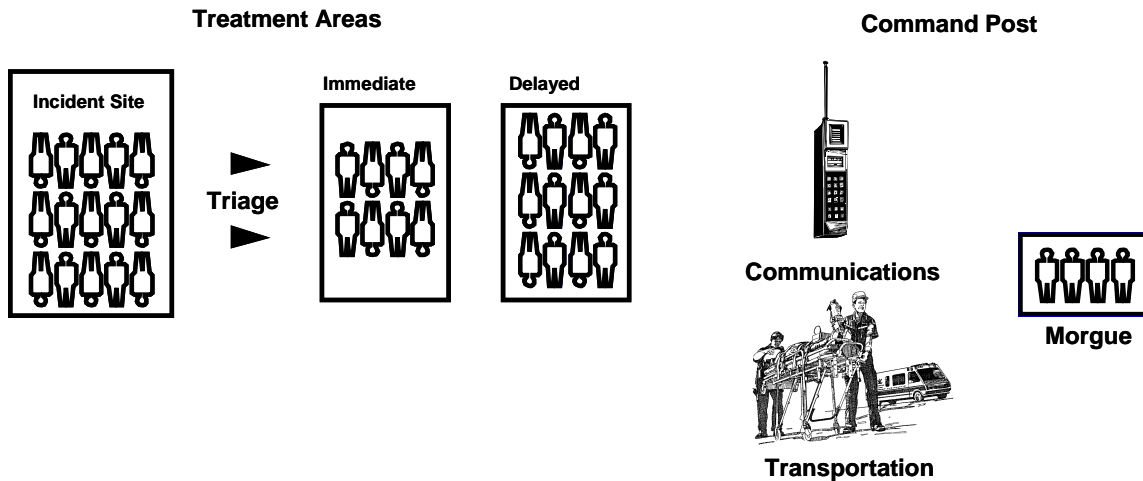 Treatment Areas
Command Post
Incident Site
Immediate
Delayed
Triage
Communications
Morgue
Transportation